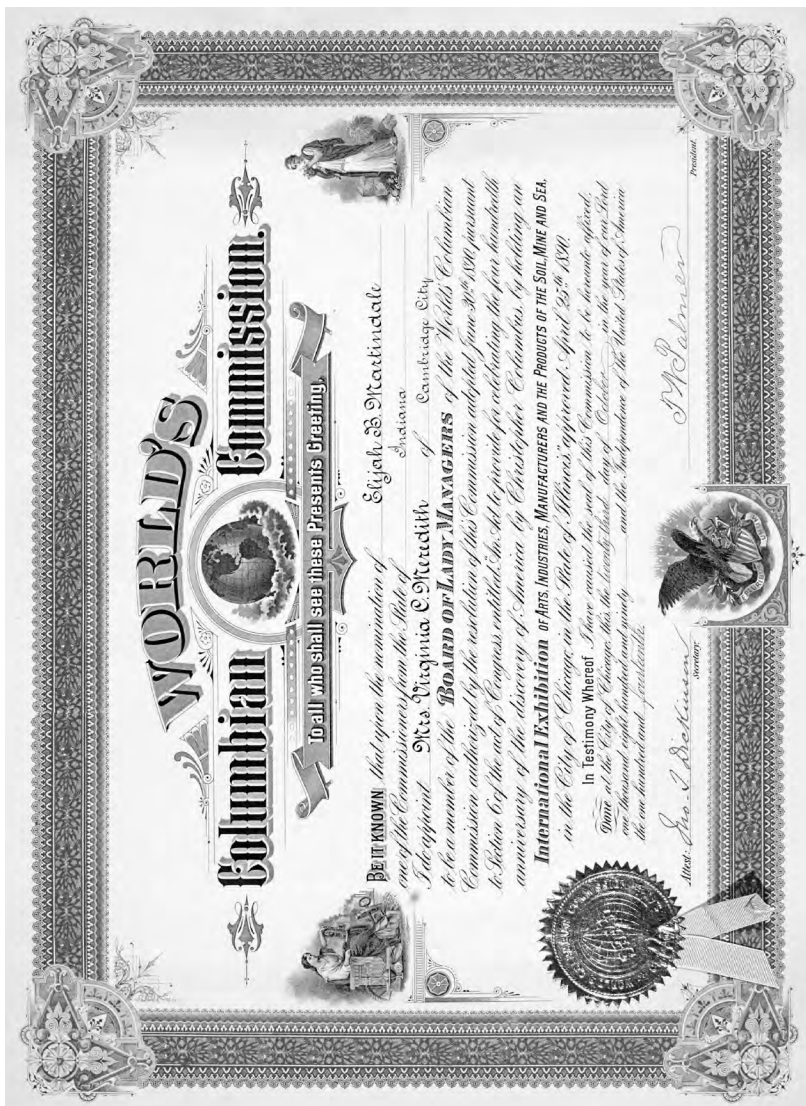 WORLD'S
Columbian Commission.
To all who shall see these Presents Greeting,
BE IT KNOWN that upon the nomination of Elijah B. Martindale
one of the Commissioners from the State of Indiana
I do appoint Mrs Virginia C. Meredith of Cambridge City
to be a member of the BOARD OF LADY MANAGERS of the World's Columbian
Commission authorized by the resolution of this Commission adopted June 30th 1890, pursuant
to Section 6 of the act of Congress entitled "An Act to provide for celebrating the four hundredth
anniversary of the discovery of America by Christopher Columbus, by holding an
International Exhibition OF ARTS, INDUSTRIES, MANUFACTURERS AND THE PRODUCTS OF THE SOIL, MINE AND SEA,
in the City of Chicago, in the State of Illinois," approved April 25th 1890.
In Testimony Whereof I have caused the seal of this Commission to be hereunto affixed.
Done at the City of Chicago, this the twenty third day of October in the year of our Lord
one thousand eight hundred and ninety and the Independence of the United States of America
the one hundred and fourteenth.
Attest: Jno. T. Dickinson
Secretary.
T W Palmer
President.